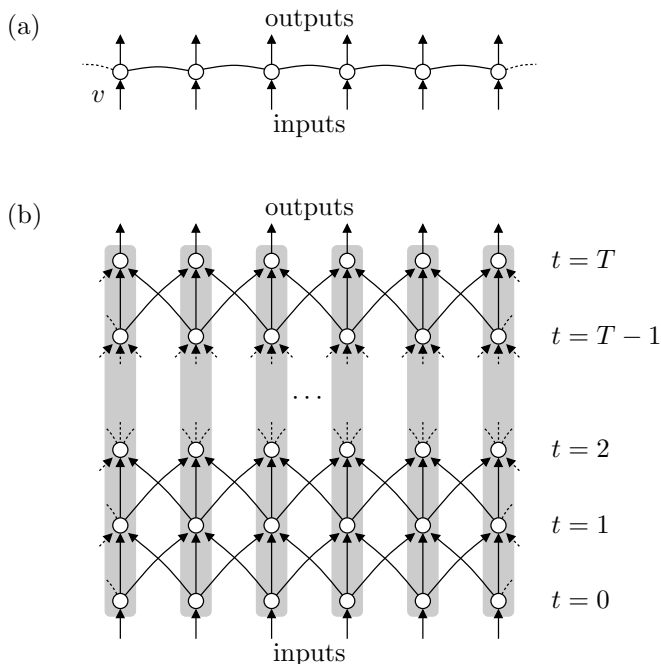 (a)
outputs
v
inputs
(b)
outputs
t = T
t = T − 1
...
t = 2
t = 1
t = 0
inputs